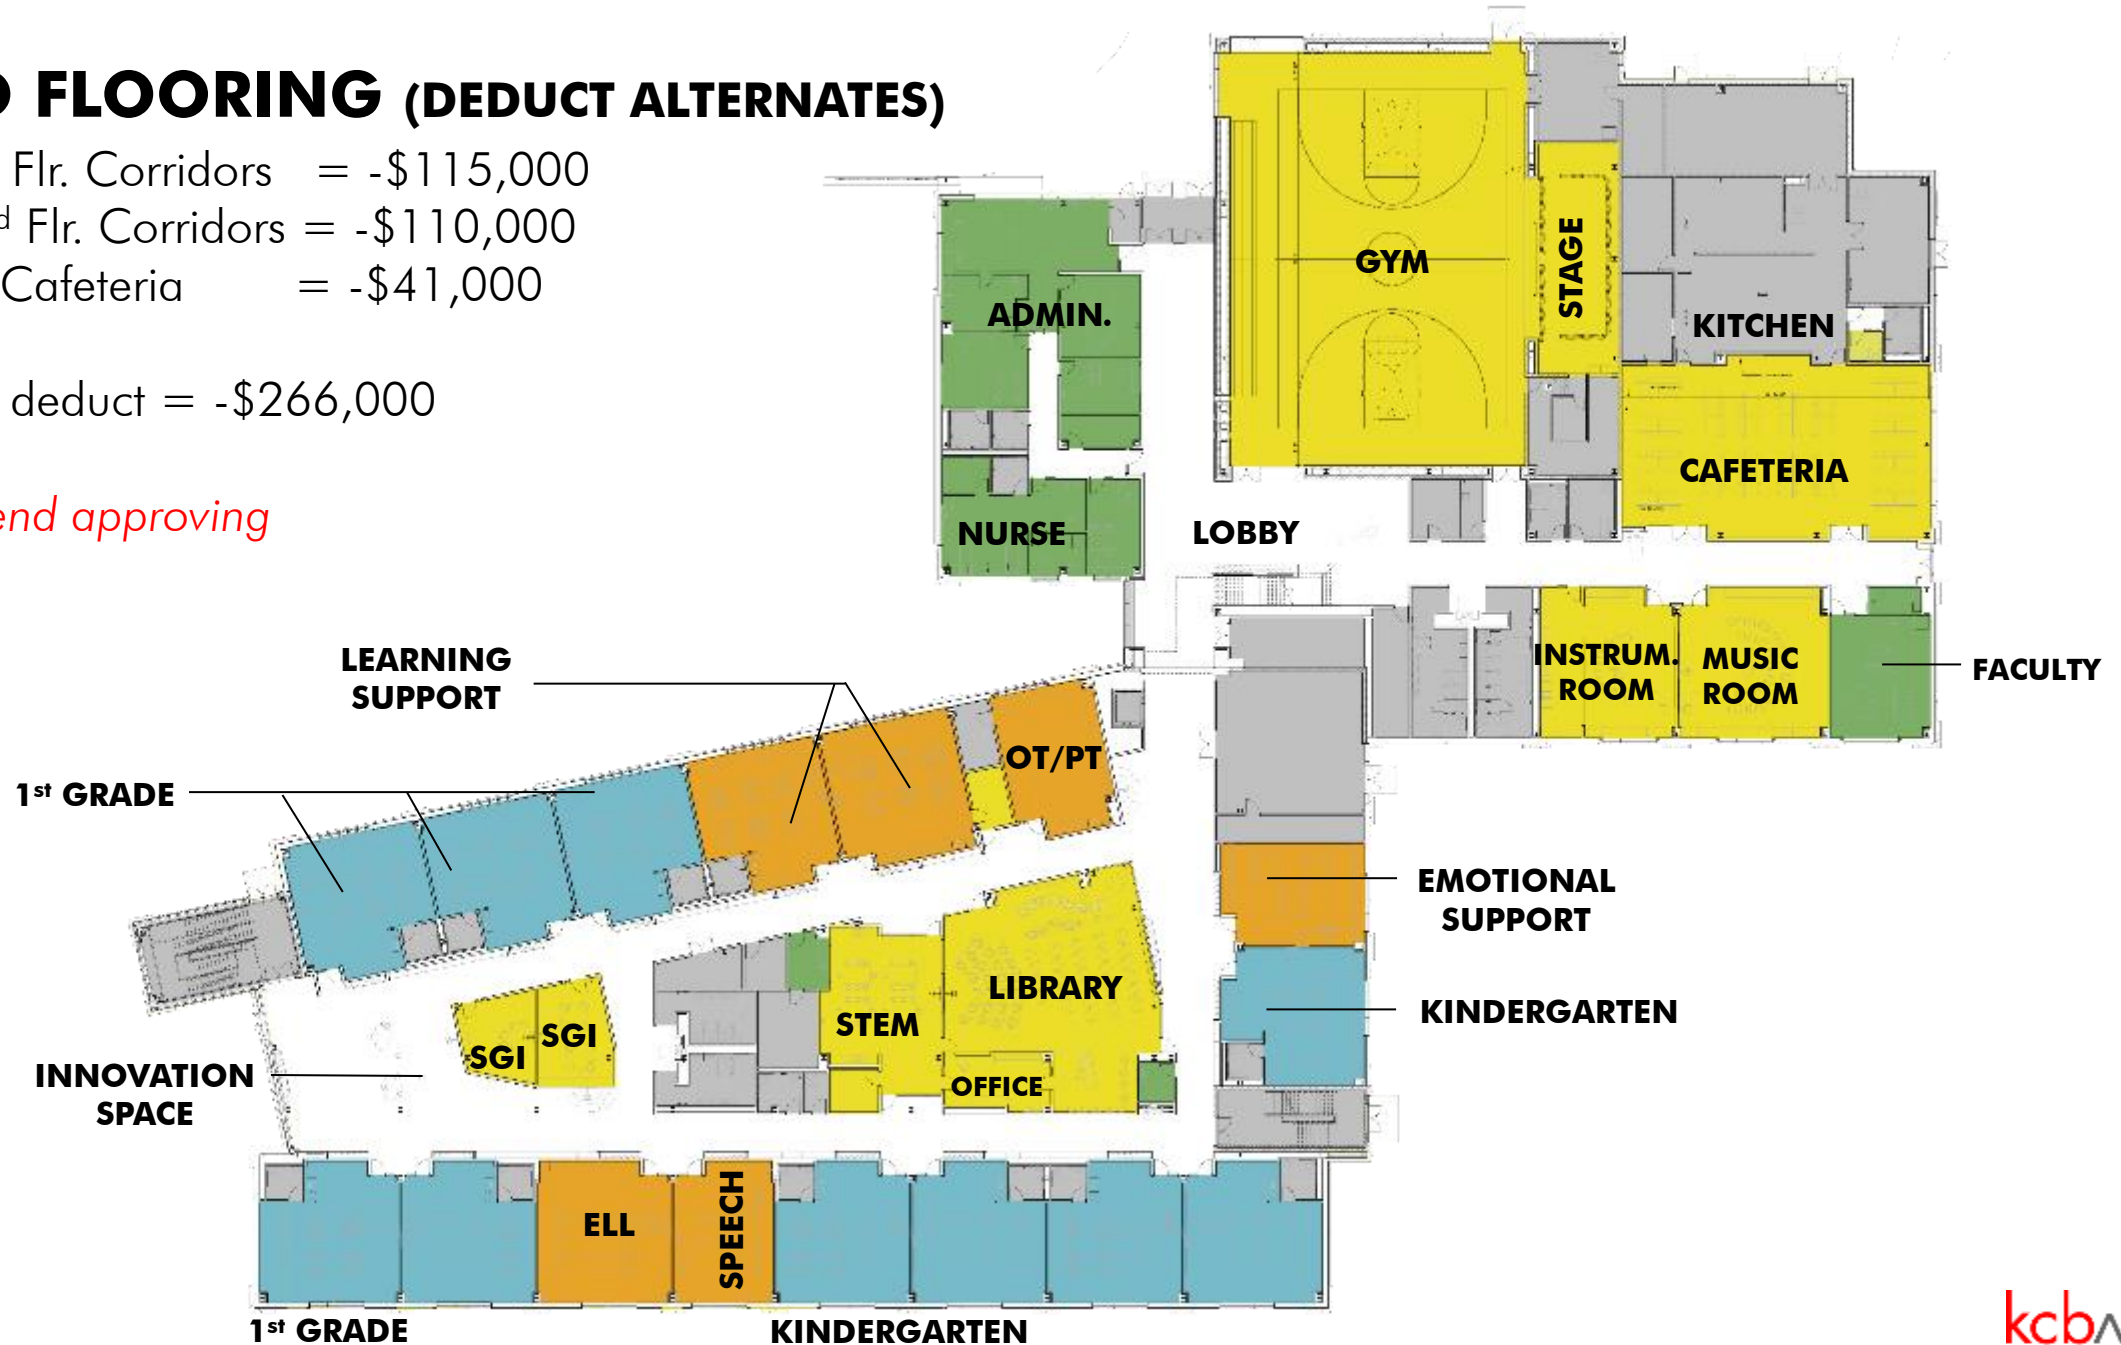 FLOORING (DEDUCT ALTERNATES)
Flr. Corridors = -$115,000
d Flr. Corridors = -$110,000
Cafeteria = -$41,000
deduct = -$266,000
end approving
GYM
STAGE
ADMIN.
KITCHEN
CAFETERIA
NURSE
LOBBY
LEARNING
SUPPORT
INSTRUM.
ROOM
MUSIC
ROOM
FACULTY
OT/PT
1st GRADE
EMOTIONAL
SUPPORT
LIBRARY
KINDERGARTEN
STEM
SGI
SGI
INNOVATION
SPACE
OFFICE
ELL
SPEECH
1st GRADE
KINDERGARTEN
kcb